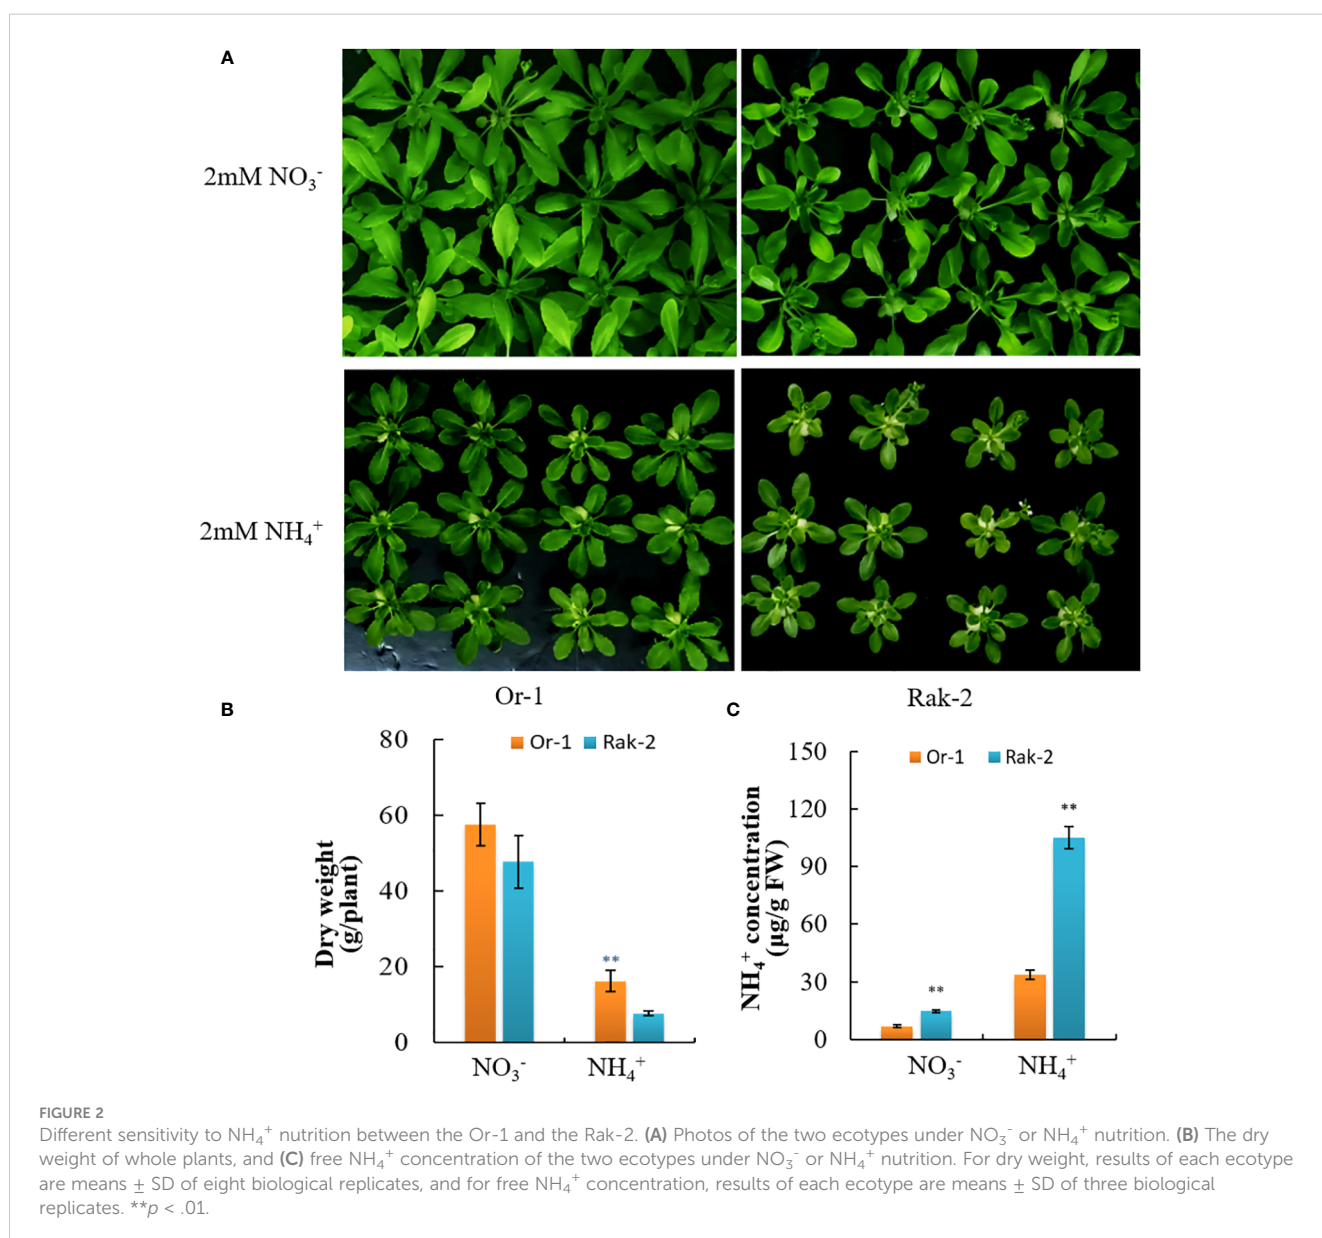 A
2mM NO₃⁻
2mM NH₄⁺
Or-1
Rak-2
B
Or-1 Rak-2
Dry weight
(g/plant)
80
60
40
20
0
**
NO₃⁻ NH₄⁺
C
Or-1 Rak-2
NH₄⁺ concentration
(µg/g FW)
150
120
90
60
30
0
**
**
NO₃⁻ NH₄⁺
FIGURE 2
Different sensitivity to NH₄⁺ nutrition between the Or-1 and the Rak-2. (A) Photos of the two ecotypes under NO₃⁻ or NH₄⁺ nutrition. (B) The dry
weight of whole plants, and (C) free NH₄⁺ concentration of the two ecotypes under NO₃⁻ or NH₄⁺ nutrition. For dry weight, results of each ecotype
are means ± SD of eight biological replicates, and for free NH₄⁺ concentration, results of each ecotype are means ± SD of three biological
replicates. **p < .01.